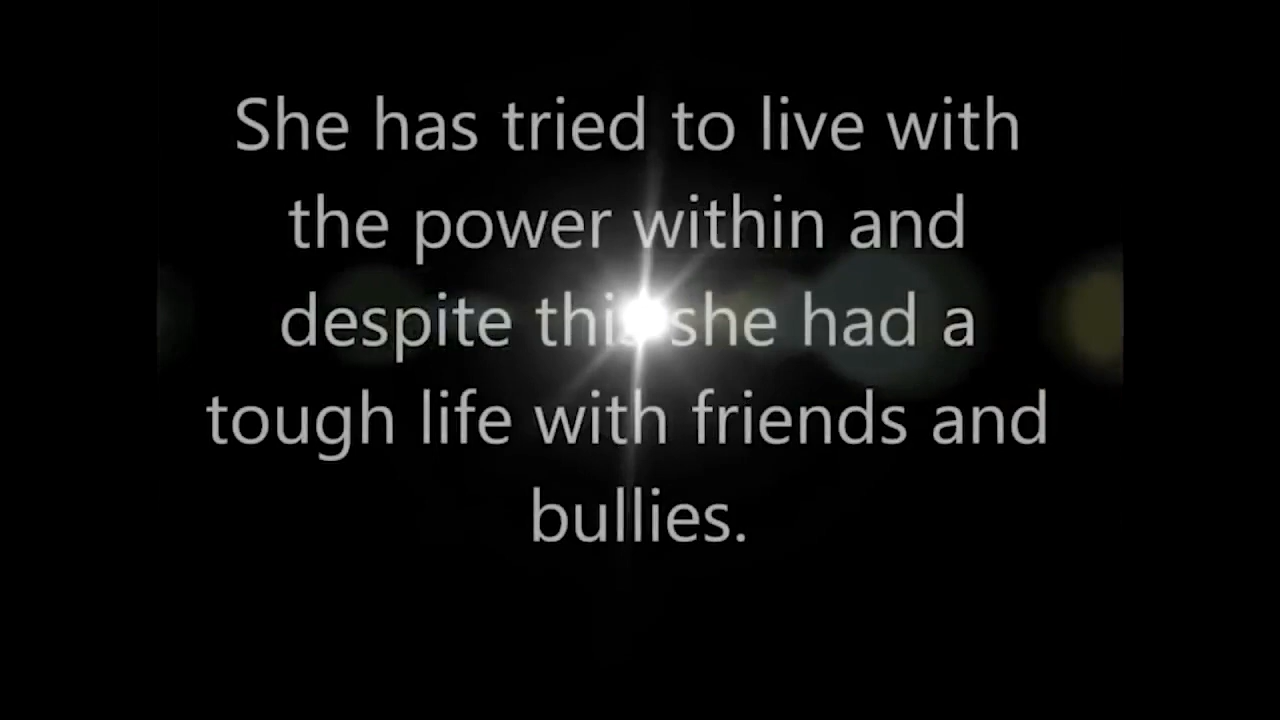 She has tried to live with
the power within and
despite this she had a
tough life with friends and
bullies.